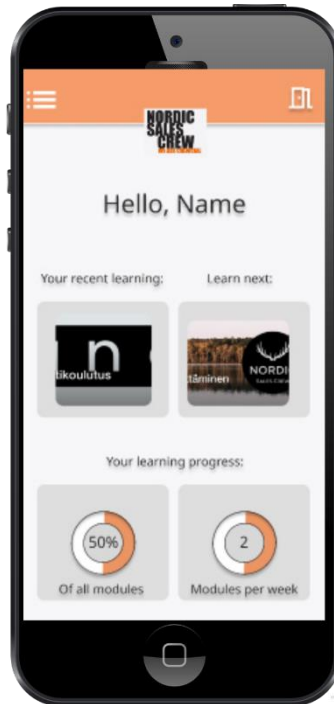 NORDIC
SALES
CREW
Hello, Name
Your recent learning:
Learn next:
tikoulutus
täminen
NORDI
Your learning progress:
50%
2
Of all modules
Modules per week